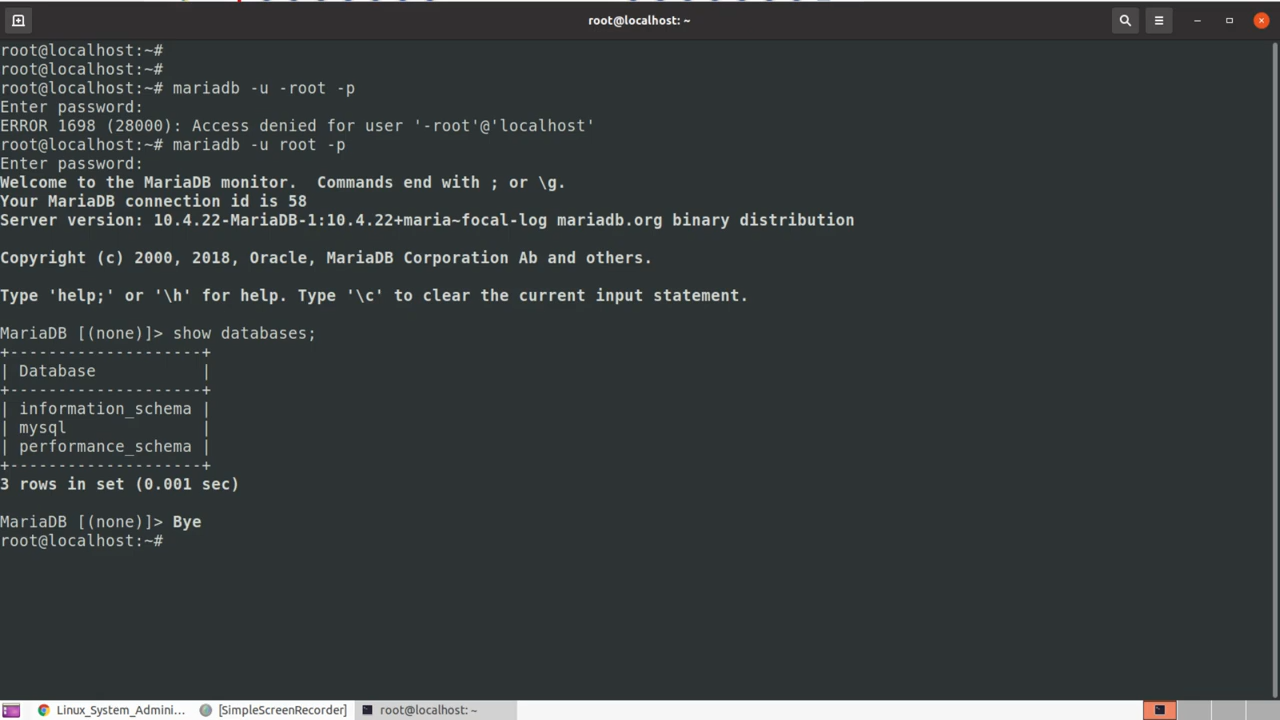 root@localhost: ~
root@localhost:~#
root@localhost:~#
root@localhost:~# mariadb -u -root -p
Enter password:
ERROR 1698 (28000): Access denied for user '-root'@'localhost'
root@localhost:~# mariadb -u root -p
Enter password:
Welcome to the MariaDB monitor.  Commands end with ; or \g.
Your MariaDB connection id is 58
Server version: 10.4.22-MariaDB-1:10.4.22+maria~focal-log mariadb.org binary distribution

Copyright (c) 2000, 2018, Oracle, MariaDB Corporation Ab and others.

Type 'help;' or '\h' for help. Type '\c' to clear the current input statement.

MariaDB [(none)]> show databases;
+--------------------+
| Database           |
+--------------------+
| information_schema |
| mysql              |
| performance_schema |
+--------------------+
3 rows in set (0.001 sec)

MariaDB [(none)]> Bye
root@localhost:~#
Linux_System_Admini... [SimpleScreenRecorder] root@localhost: ~